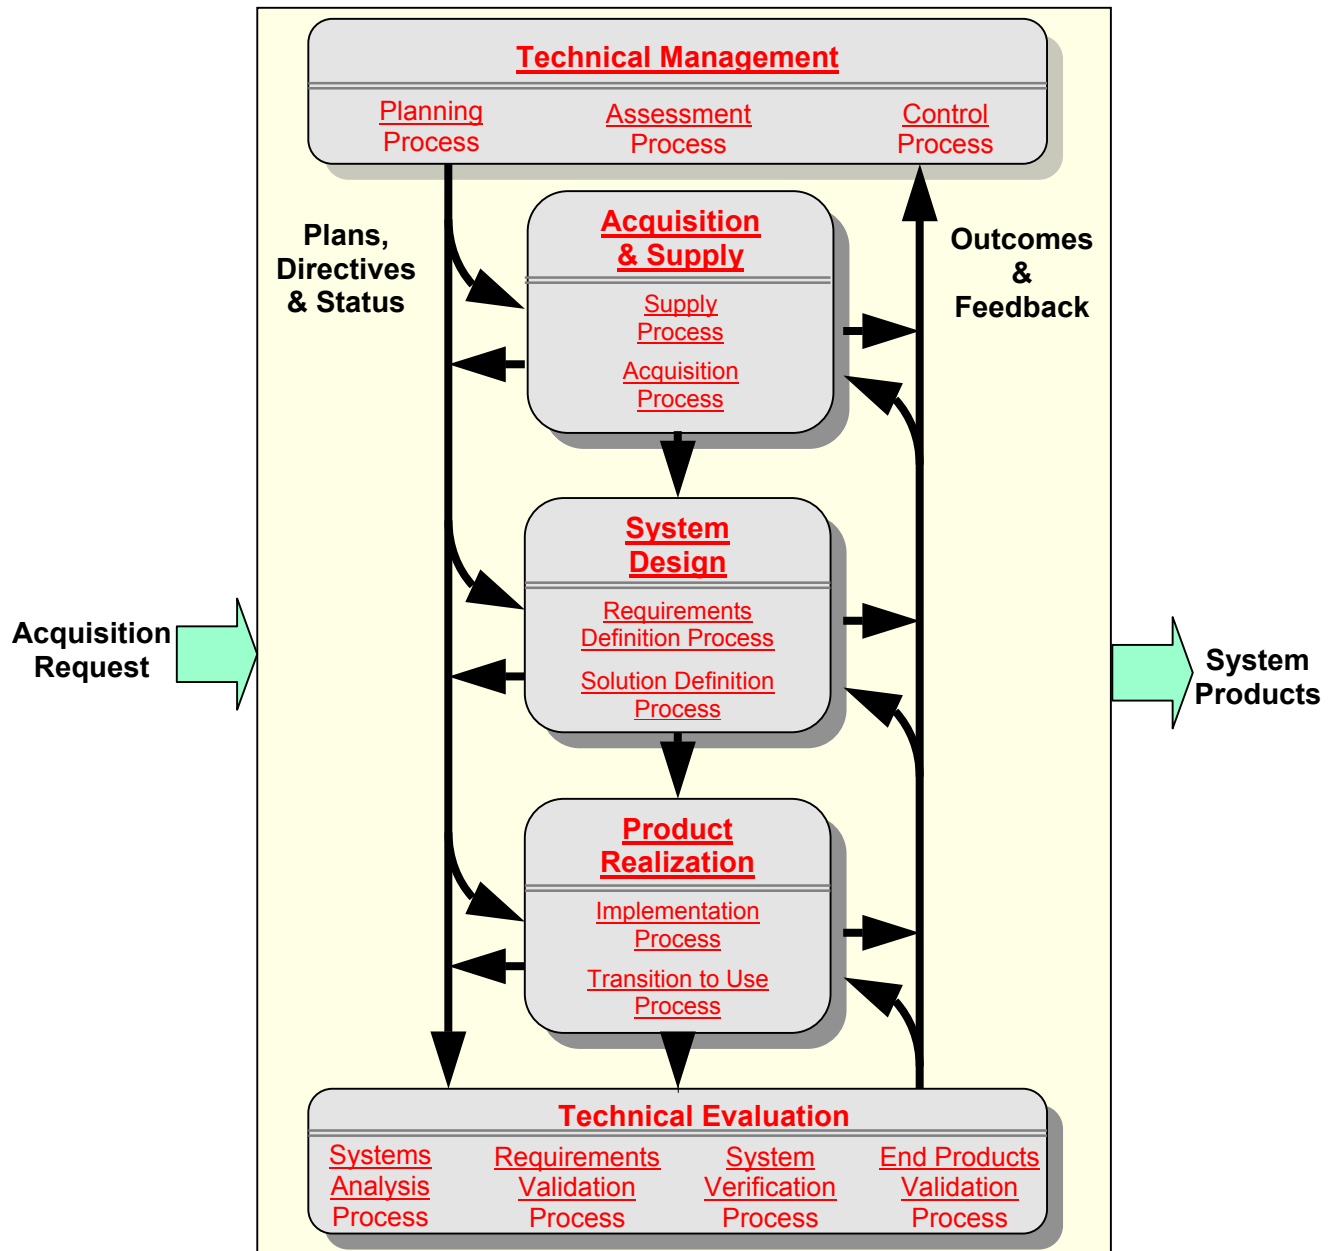 Technical Management
Planning
Process
Assessment
Process
Control
Process
Plans,
Directives
& Status
Acquisition
& Supply
Supply
Process
Acquisition
Process
Outcomes
&
Feedback
System
Design
Requirements
Definition Process
Solution Definition
Process
Acquisition
Request
System
Products
Product
Realization
Implementation
Process
Transition to Use
Process
Technical Evaluation
Systems
Analysis
Process
Requirements
Validation
Process
System
Verification
Process
End Products
Validation
Process